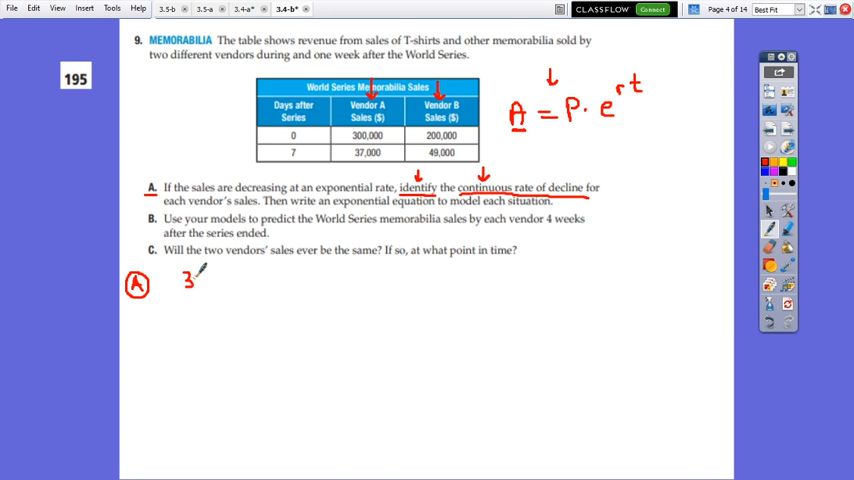 File Edit View Insert Tools Help 3.5-b 3.5-a 3.4-a* 3.4-b* CLASSFLOW Connect Page 4 of 14 Best Fit
195
9. MEMORABILIA The table shows revenue from sales of T-shirts and other memorabilia sold by
two different vendors during and one week after the World Series.
World Series Memorabilia Sales
Days after Series Vendor A Sales ($) Vendor B Sales ($)
0 300,000 200,000
7 37,000 49,000
A = P. e^rt
A. If the sales are decreasing at an exponential rate, identify the continuous rate of decline for
each vendor's sales. Then write an exponential equation to model each situation.
B. Use your models to predict the World Series memorabilia sales by each vendor 4 weeks
after the series ended.
C. Will the two vendors' sales ever be the same? If so, at what point in time?
A 3